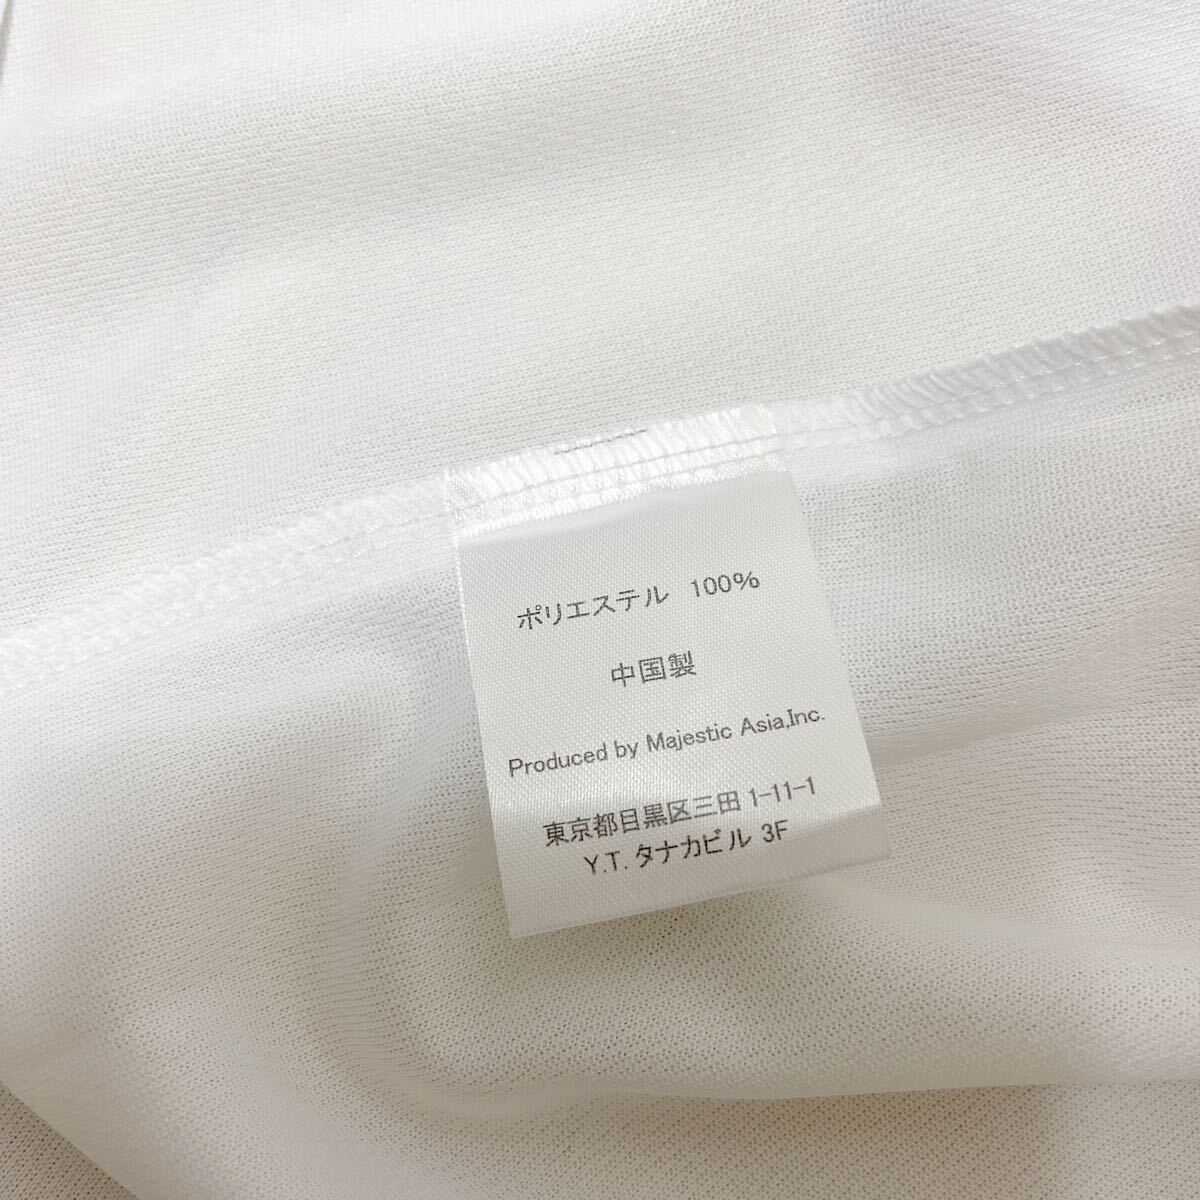 ポリエステル 100%
中国製
Produced by Majestic Asia,Inc.
東京都目黒区三田1-11-1
Y.T.タナカビル 3F